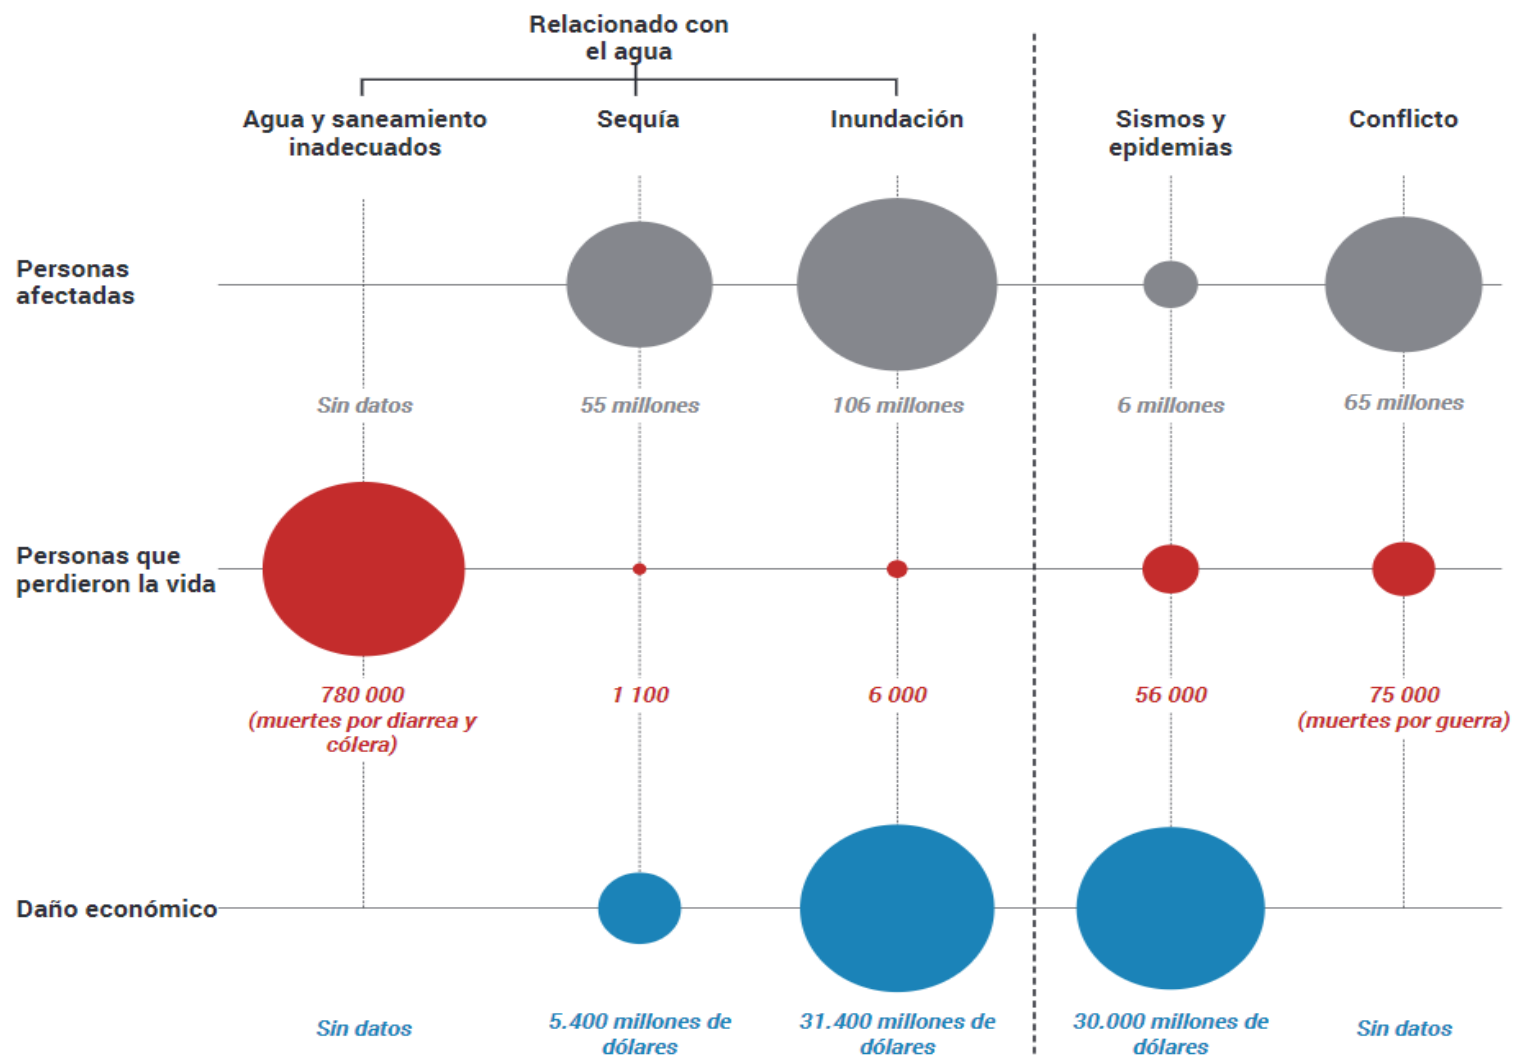 Relacionado con
el agua
Agua y saneamiento
inadecuados
Sequía
Inundación
Sismos y
epidemias
Conflicto
Personas
afectadas
Sin datos
55 millones
106 millones
6 millones
65 millones
Personas que
perdieron la vida
780 000
(muertes por diarrea y
cólera)
1 100
6 000
56 000
75 000
(muertes por guerra)
Daño económico
Sin datos
5.400 millones de
dólares
31.400 millones de
dólares
30.000 millones de
dólares
Sin datos